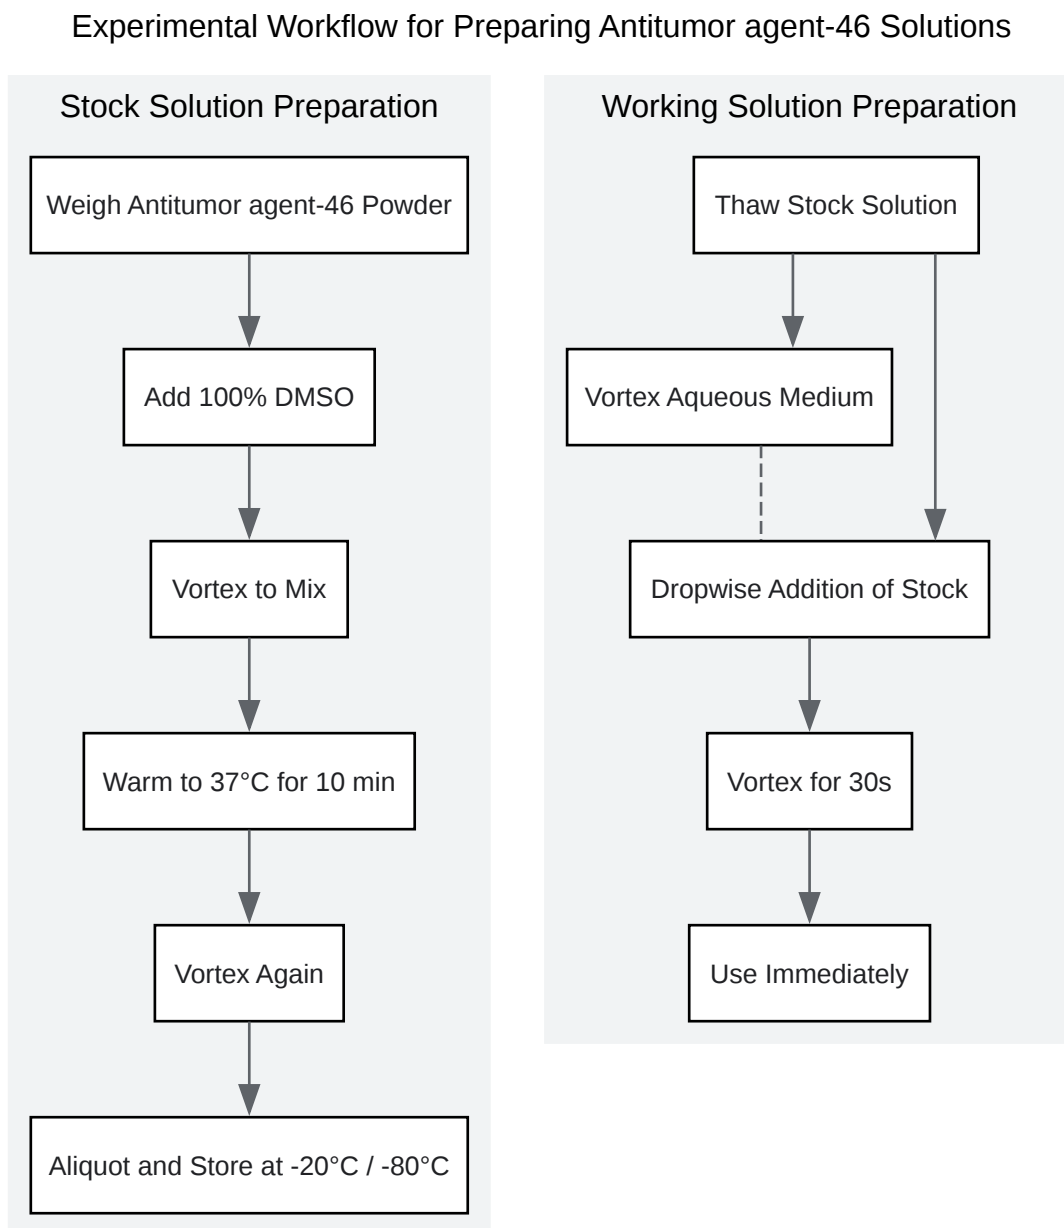 Experimental Workflow for Preparing Antitumor agent-46 Solutions
Stock Solution Preparation
Weigh Antitumor agent-46 Powder
Add 100% DMSO
Vortex to Mix
Warm to 37°C for 10 min
Vortex Again
Aliquot and Store at -20°C / -80°C
Working Solution Preparation
Thaw Stock Solution
Vortex Aqueous Medium
Dropwise Addition of Stock
Vortex for 30s
Use Immediately